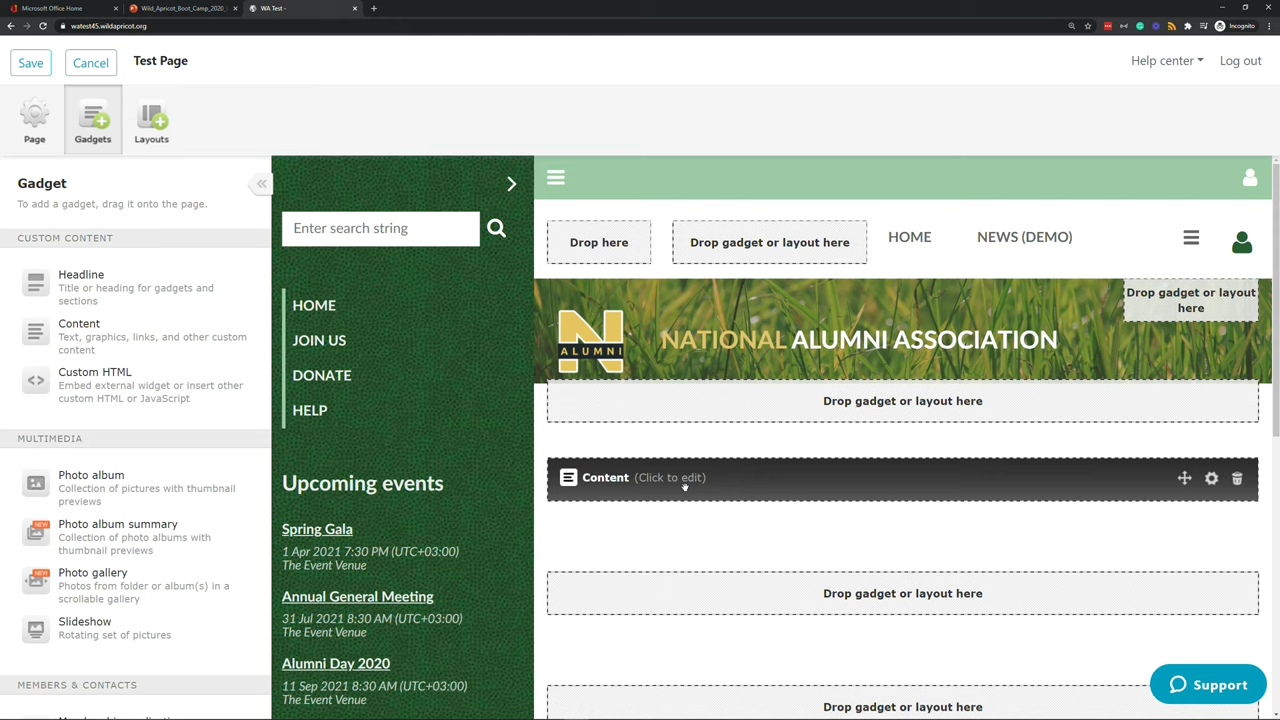 Microsoft Office Home
Wild_Apricot_Boot_Camp_2020_
WA Test -
watest45.wildapricot.org
Incognito
Save
Cancel
Test Page
Help center
Log out
Page
Gadgets
Layouts
Gadget
To add a gadget, drag it onto the page.
CUSTOM CONTENT
Headline
Title or heading for gadgets and
sections
Content
Text, graphics, links, and other custom
content
Custom HTML
Embed external widget or insert other
custom HTML or JavaScript
MULTIMEDIA
Photo album
Collection of pictures with thumbnail
previews
NEW
Photo album summary
Collection of photo albums with
thumbnail previews
NEW
Photo gallery
Photos from folder or album(s) in a
scrollable gallery
Slideshow
Rotating set of pictures
MEMBERS & CONTACTS
Enter search string
HOME
JOIN US
DONATE
HELP
Upcoming events
Spring Gala
1 Apr 2021 7:30 PM (UTC+03:00)
The Event Venue
Annual General Meeting
31 Jul 2021 8:30 AM (UTC+03:00)
The Event Venue
Alumni Day 2020
11 Sep 2021 8:30 AM (UTC+03:00)
The Event Venue
Drop here
Drop gadget or layout here
HOME
NEWS (DEMO)
Drop gadget or layout
here
N
ALUMNI
NATIONAL ALUMNI ASSOCIATION
Drop gadget or layout here
Content (Click to edit)
Drop gadget or layout here
Drop gadget or layout here
Support